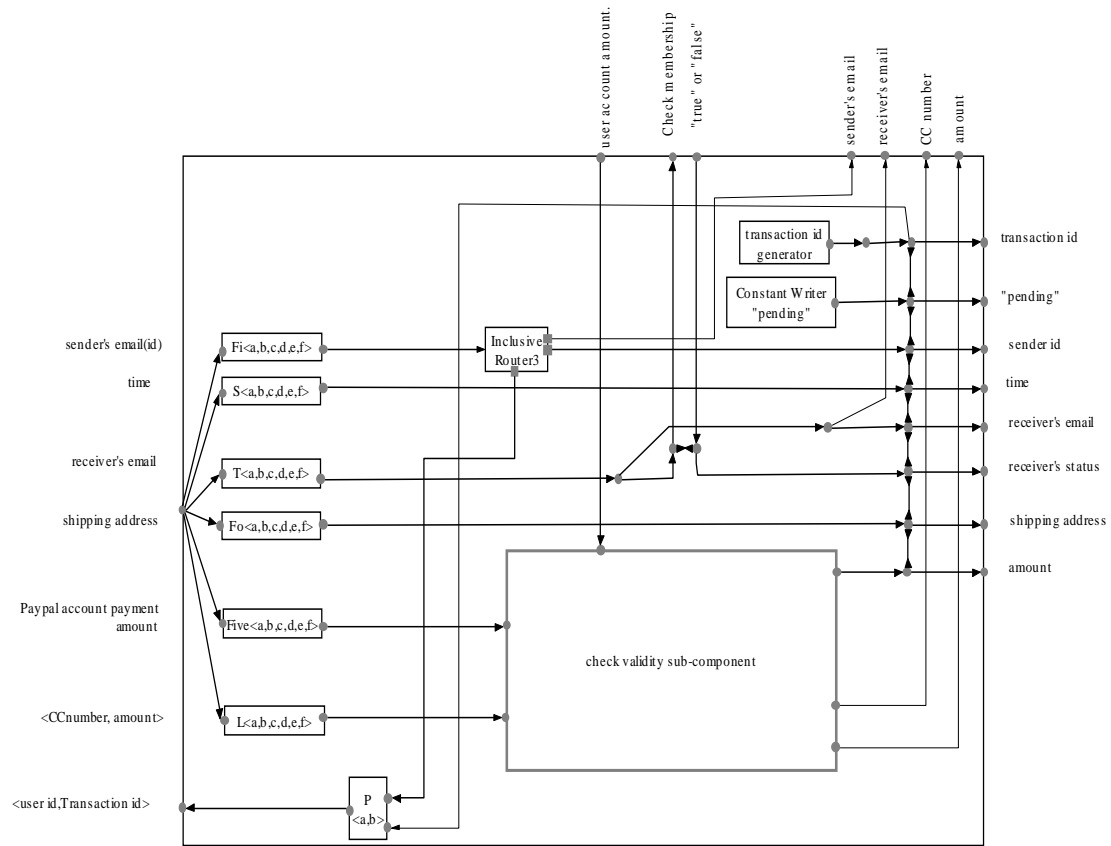 user account amount.
Check membership
"true" or "false"
sender's email
receiver's email
CC number
amount
transaction id
generator
transaction id
Constant Writer
"pending"
"pending"
sender's email(id)
Fi<a,b,c,d,e,f>
Inclusive
Router3
sender id
time
S<a,b,c,d,e,f>
time
receiver's email
receiver's email
T<a,b,c,d,e,f>
receiver's status
shipping address
Fo<a,b,c,d,e,f>
shipping address
amount
Paypal account payment
amount
Five<a,b,c,d,e,f>
check validity sub-component
<CCnumber, amount>
L<a,b,c,d,e,f>
<user id,Transaction id>
P
<a,b>